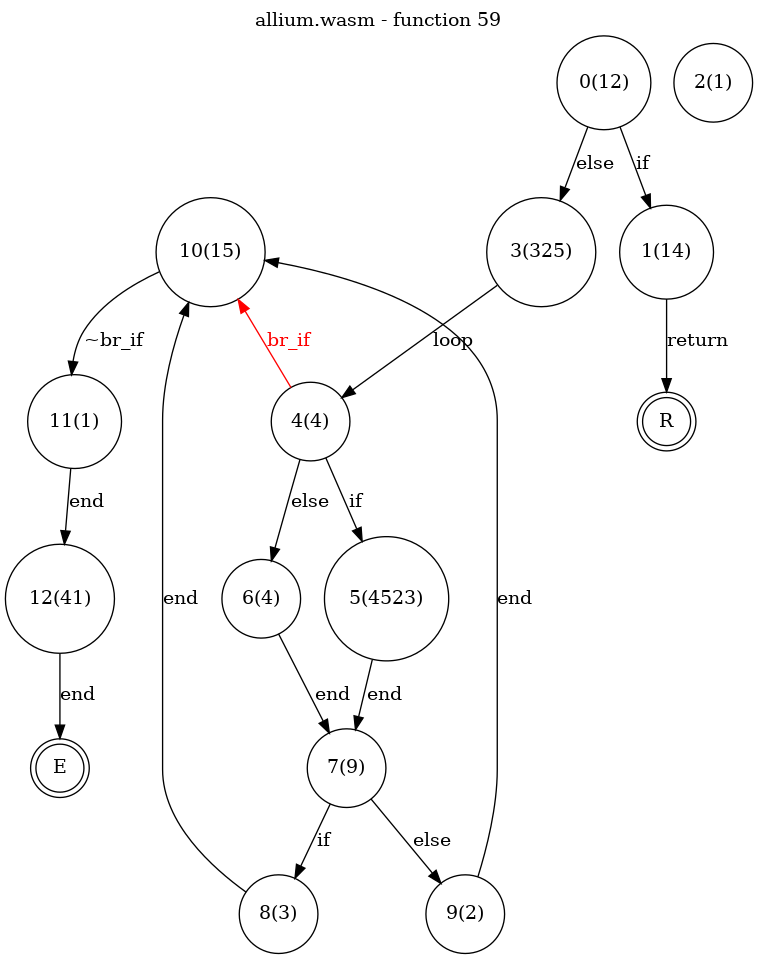 allium.wasm - function 59
0(12)
2(1)
else
if
10(15)
3(325)
1(14)
~br_if
br_if
loop
return
11(1)
4(4)
R
end
else
if
12(41)
end
6(4)
5(4523)
end
end
end
end
E
7(9)
if
else
8(3)
9(2)